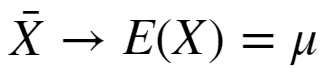 X̄ → E(X) = μ